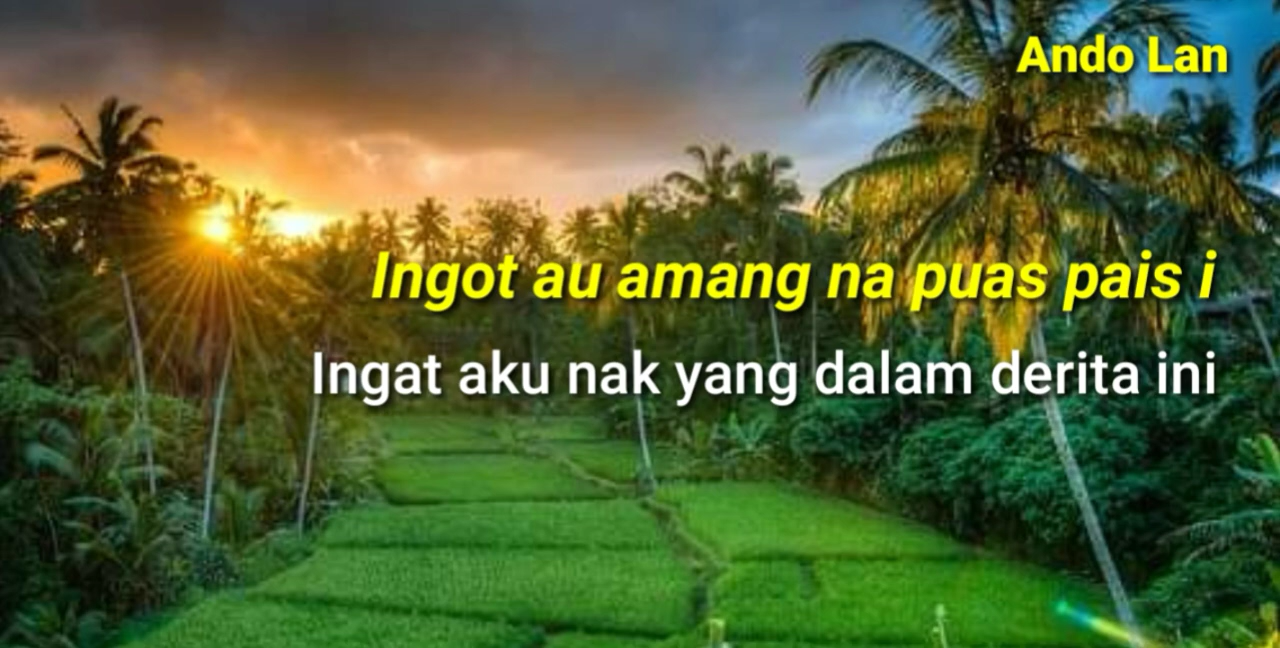 Ando Lan
Ingot au amang na puas pais i
Ingat aku nak yang dalam derita ini